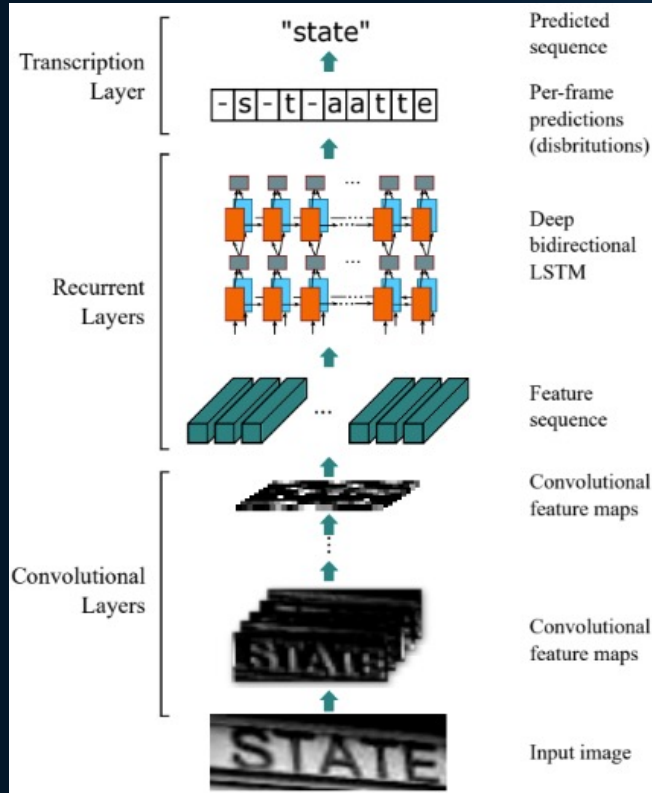 "state"
Predicted
sequence
Transcription
Layer
-s-t-aatte
Per-frame
predictions
(disbritutions)
Deep
bidirectional
LSTM
Recurrent
Layers
Feature
sequence
Convolutional
feature maps
Convolutional
Layers
STATE
Convolutional
feature maps
STATE
Input image